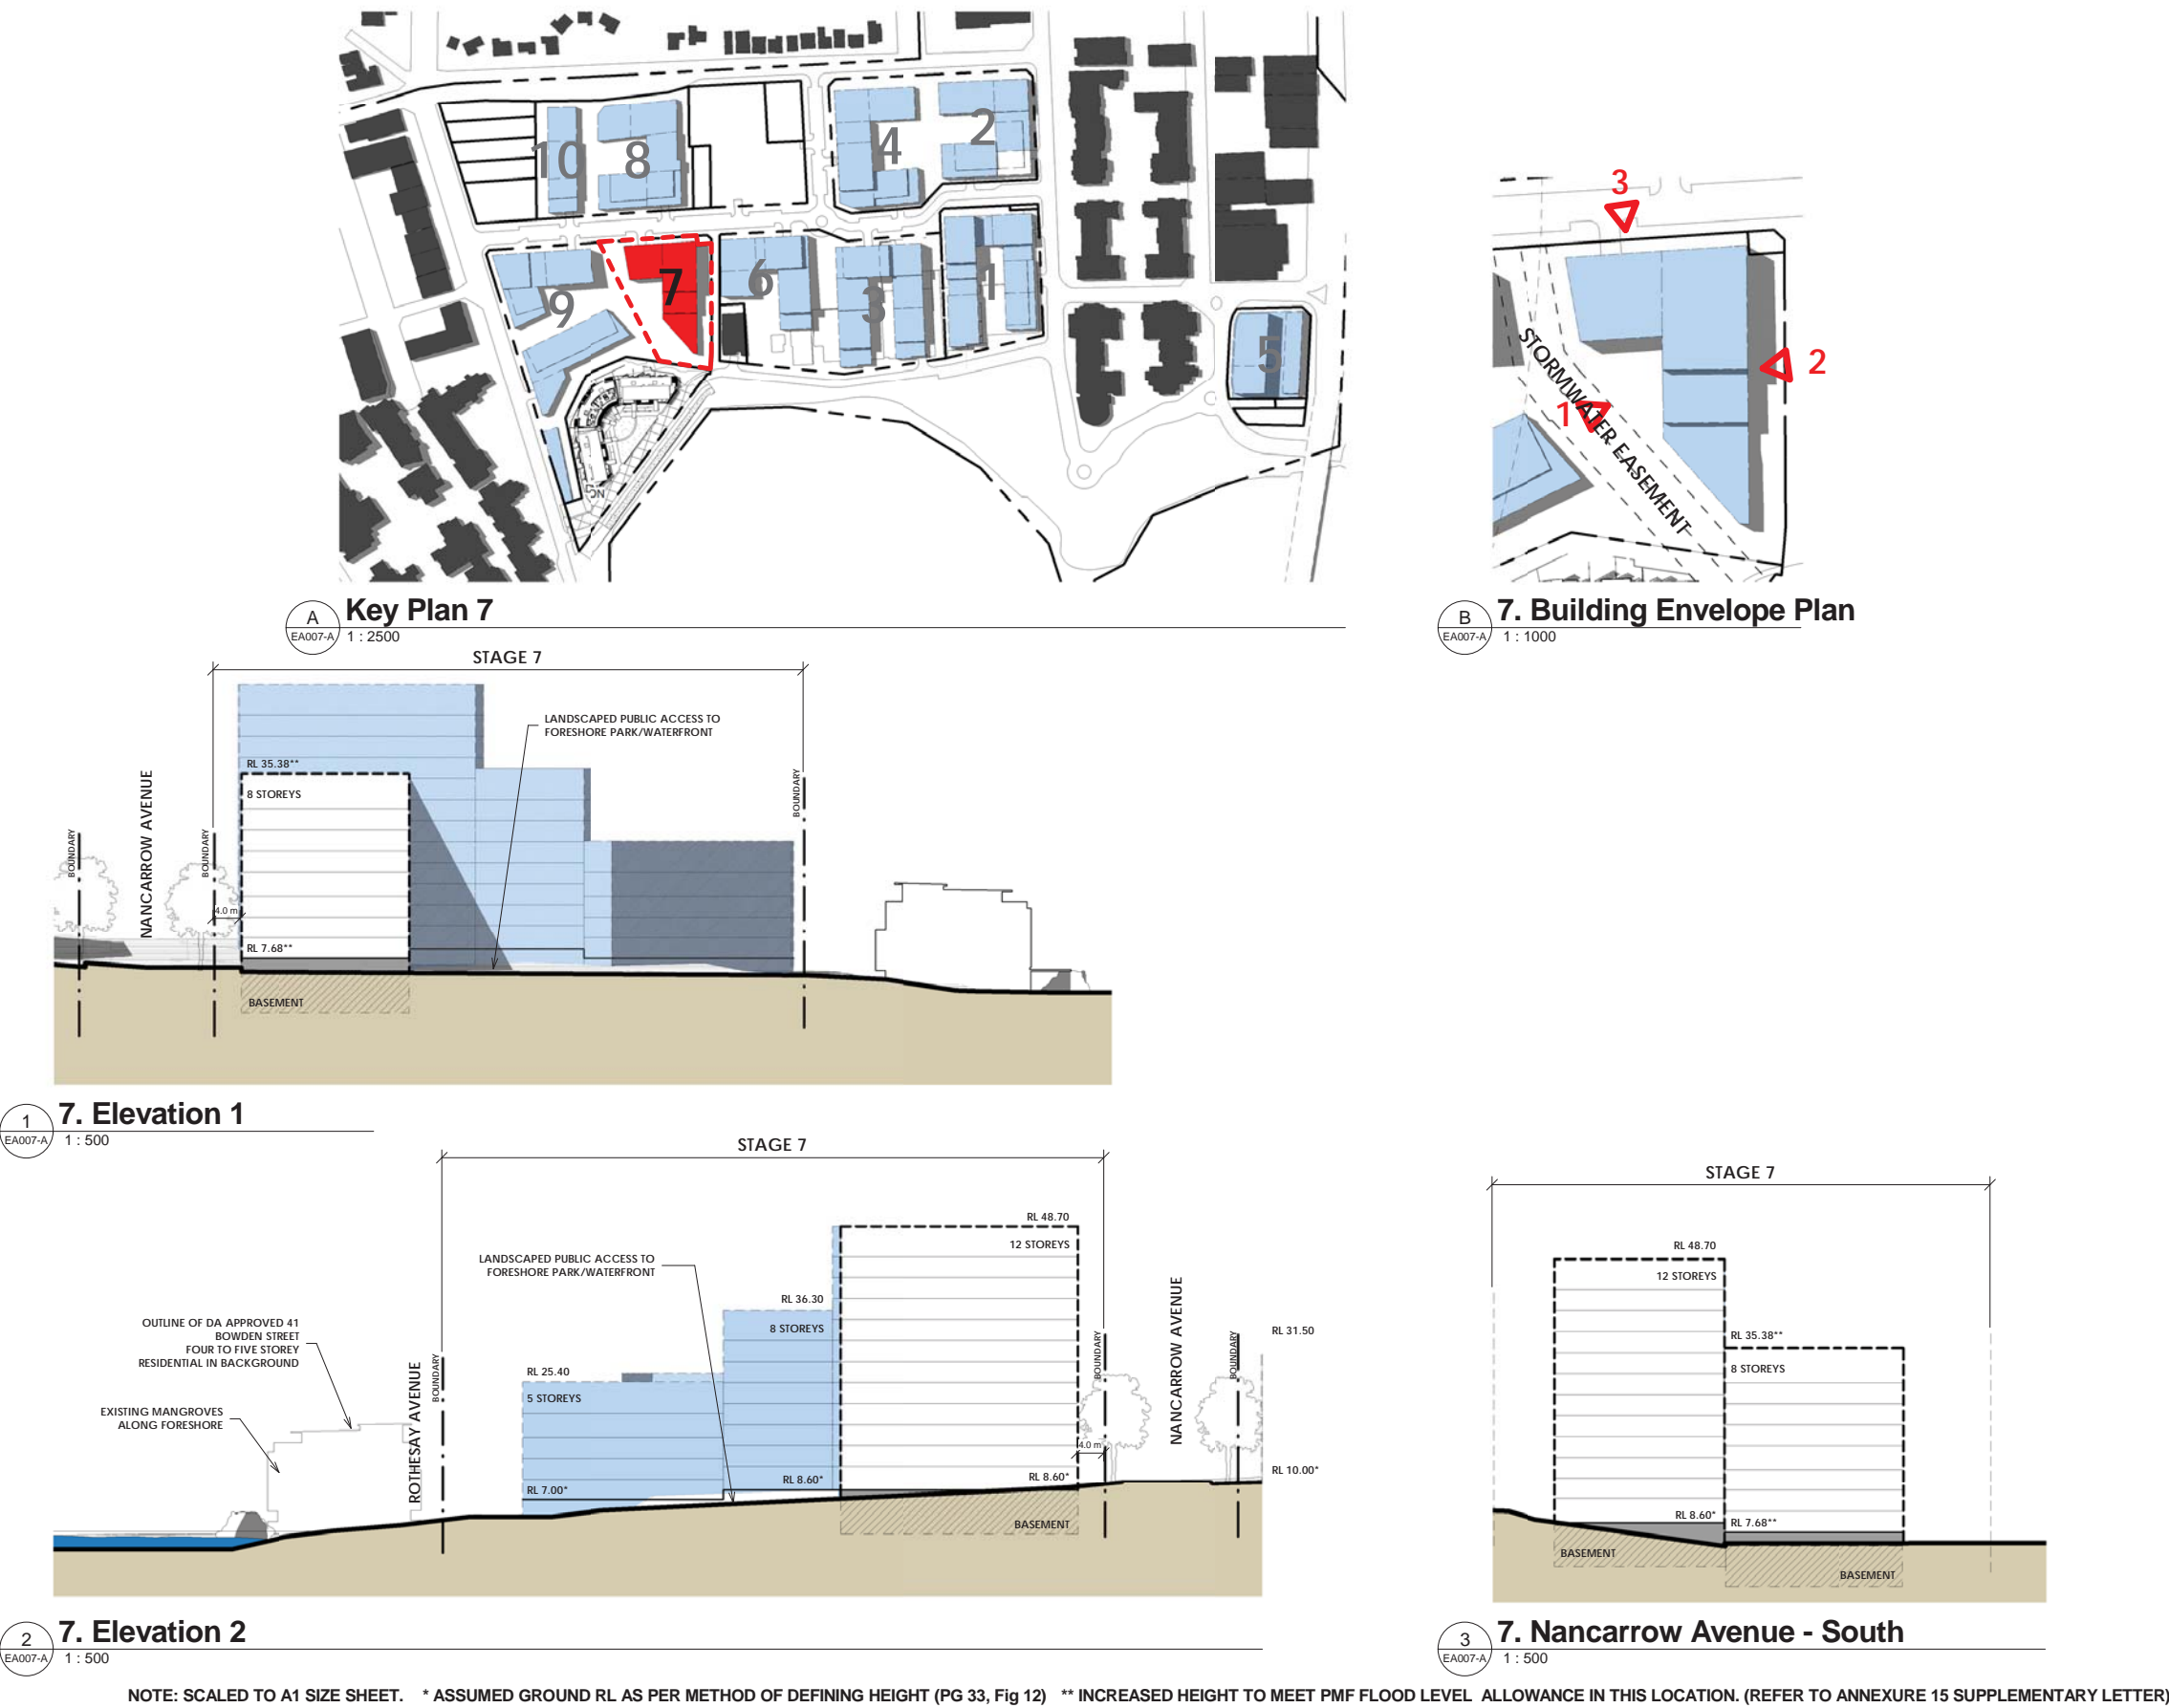 10
8
4
2
9
7
6
3
1
5
DN
A
EA007-A
Key Plan 7
1 : 2500
3
2
1
STORMWATER EASEMENT
B
EA007-A
7. Building Envelope Plan
1 : 1000
STAGE 7
LANDSCAPED PUBLIC ACCESS TO
FORESHORE PARK/WATERFRONT
RL 35.38**
8 STOREYS
BOUNDARY
NANCARROW AVENUE
BOUNDARY
BOUNDARY
4.0 m
RL 7.68**
BASEMENT
1
EA007-A
7. Elevation 1
1 : 500
STAGE 7
RL 48.70
12 STOREYS
LANDSCAPED PUBLIC ACCESS TO
FORESHORE PARK/WATERFRONT
RL 36.30
8 STOREYS
OUTLINE OF DA APPROVED 41
BOWDEN STREET
FOUR TO FIVE STOREY
RESIDENTIAL IN BACKGROUND
EXISTING MANGROVES
ALONG FORESHORE
ROTHESAY AVENUE
BOUNDARY
RL 25.40
5 STOREYS
RL 7.00*
RL 8.60*
RL 8.60*
4.0 m
BOUNDARY
NANCARROW AVENUE
BOUNDARY
RL 31.50
RL 10.00*
BASEMENT
2
EA007-A
7. Elevation 2
1 : 500
STAGE 7
RL 48.70
12 STOREYS
RL 35.38**
8 STOREYS
RL 8.60*
RL 7.68**
BASEMENT
BASEMENT
3
EA007-A
7. Nancarrow Avenue - South
1 : 500
NOTE: SCALED TO A1 SIZE SHEET. * ASSUMED GROUND RL AS PER METHOD OF DEFINING HEIGHT (PG 33, Fig 12) ** INCREASED HEIGHT TO MEET PMF FLOOD LEVEL ALLOWANCE IN THIS LOCATION. (REFER TO ANNEXURE 15 SUPPLEMENTARY LETTER)